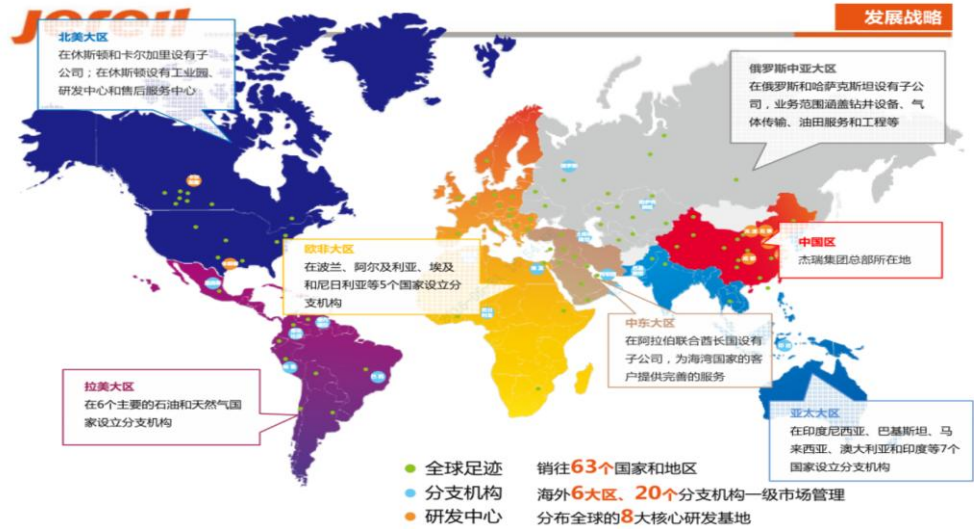 Jereh
发展战略
北美大区
在休斯顿和卡尔加里设有子
公司；在休斯顿设有工业园、
研发中心和售后服务中心
俄罗斯中亚大区
在俄罗斯和哈萨克斯坦设有子公
司，业务范围涵盖钻井设备、气
体传输、油田服务和工程等
欧非大区
在波兰、阿尔及利亚、埃及
和尼日利亚等5个国家设立分
支机构
中国区
杰瑞集团总部所在地
中东大区
在阿拉伯联合酋长国设有
子公司，为海湾国家的客
户提供完善的服务
拉美大区
在6个主要的石油和天然气国
家设立分支机构
亚太大区
在印度尼西亚、巴基斯坦、马
来西亚、澳大利亚和印度等7个
国家设立分支机构
全球足迹 销往63个国家和地区
分支机构 海外6大区、20个分支机构一级市场管理
研发中心 分布全球的8大核心研发基地